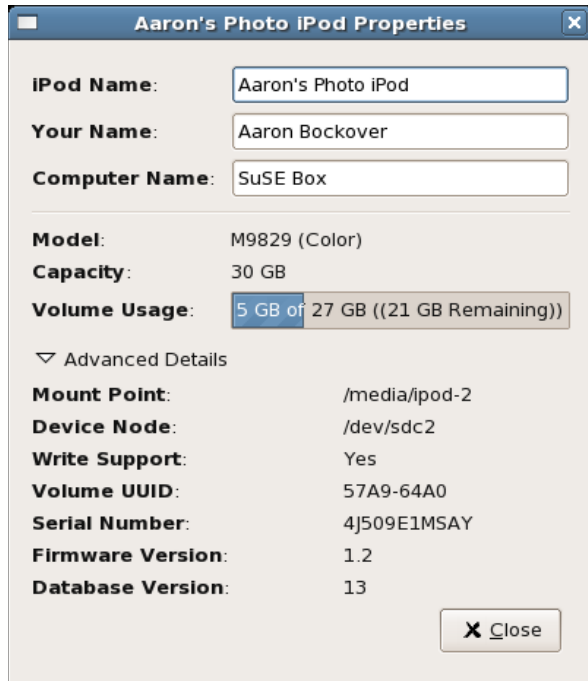 Aaron's Photo iPod Properties
iPod Name: Aaron's Photo iPod
Your Name: Aaron Bockover
Computer Name: SuSE Box
Model: M9829 (Color)
Capacity: 30 GB
Volume Usage: 5 GB of 27 GB ((21 GB Remaining))
Advanced Details
Mount Point: /media/ipod-2
Device Node: /dev/sdc2
Write Support: Yes
Volume UUID: 57A9-64A0
Serial Number: 4J509E1MSAY
Firmware Version: 1.2
Database Version: 13
Close